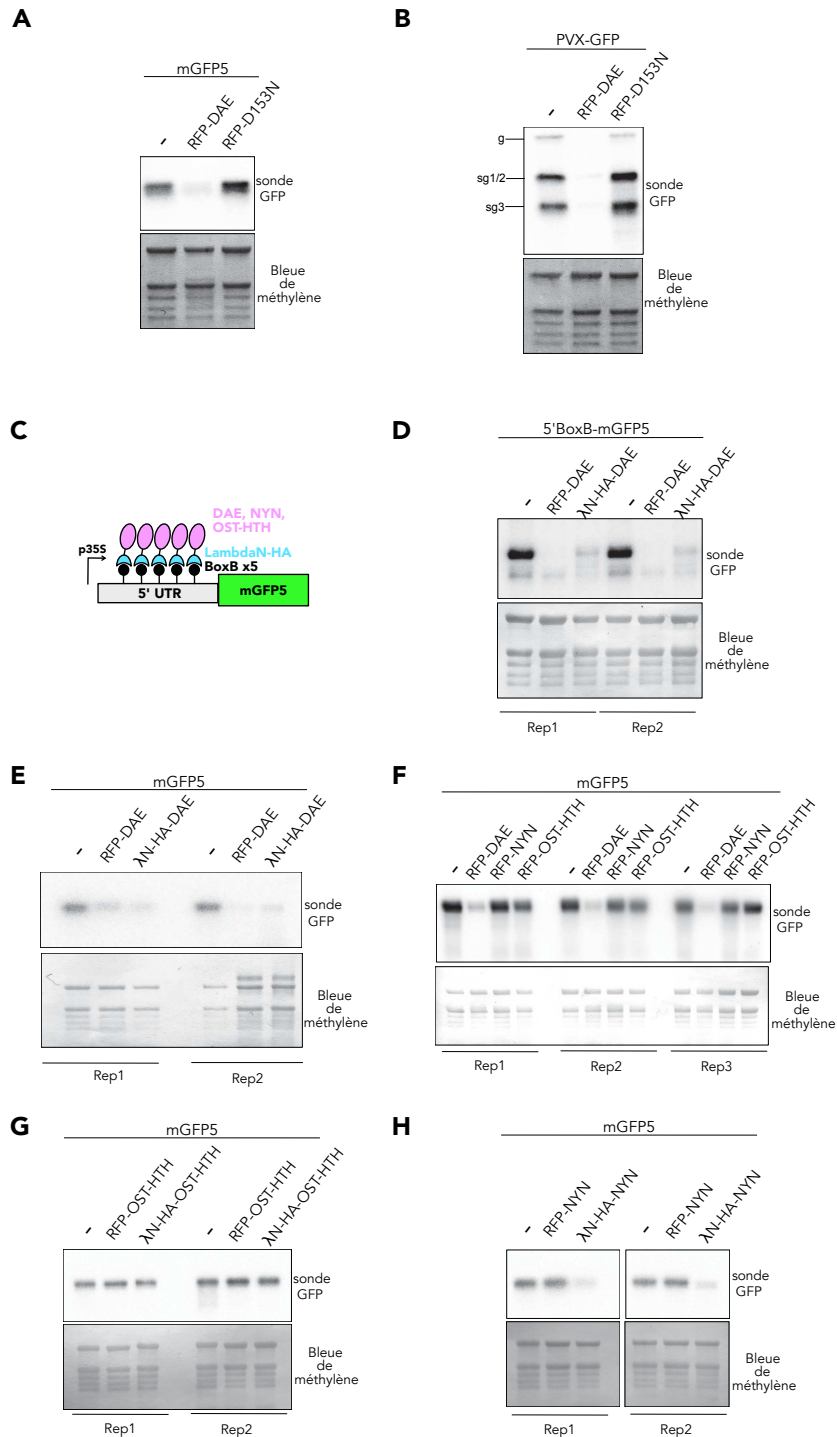 A
mGFP5
-
RFP-DAE
RFP-D153N
sonde
GFP
Bleue
de
méthylène
B
PVX-GFP
-
RFP-DAE
RFP-D153N
g
sg1/2
sg3
sonde
GFP
Bleue
de
méthylène
C
DAE, NYN,
OST-HTH
p35S
LambdaN-HA
BoxB x5
5' UTR
mGFP5
D
5'BoxB-mGFP5
-
RFP-DAE
λN-HA-DAE
-
RFP-DAE
λN-HA-DAE
sonde
GFP
Bleue
de
méthylène
Rep1
Rep2
E
mGFP5
-
RFP-DAE
λN-HA-DAE
-
RFP-DAE
λN-HA-DAE
sonde
GFP
Bleue
de
méthylène
Rep1
Rep2
F
mGFP5
-
RFP-DAE
RFP-NYN
RFP-OST-HTH
-
RFP-DAE
RFP-NYN
RFP-OST-HTH
-
RFP-DAE
RFP-NYN
RFP-OST-HTH
sonde
GFP
Bleue
de
méthylène
Rep1
Rep2
Rep3
G
mGFP5
-
RFP-OST-HTH
λN-HA-OST-HTH
-
RFP-OST-HTH
λN-HA-OST-HTH
sonde
GFP
Bleue
de
méthylène
Rep1
Rep2
H
mGFP5
-
RFP-NYN
λN-HA-NYN
-
RFP-NYN
λN-HA-NYN
sonde
GFP
Bleue
de
méthylène
Rep1
Rep2